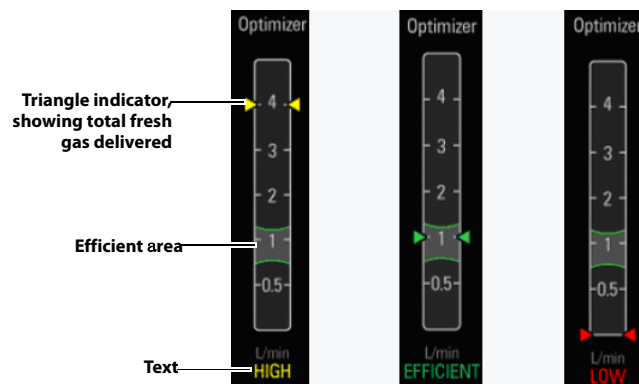 Optimizer
Optimizer
Optimizer
Triangle indicator,
showing total fresh
gas delivered
4
3
2
Efficient area
1
0.5
L/min
Text
HIGH
4
3
2
1
0.5
L/min
EFFICIENT
4
3
2
1
0.5
L/min
LOW